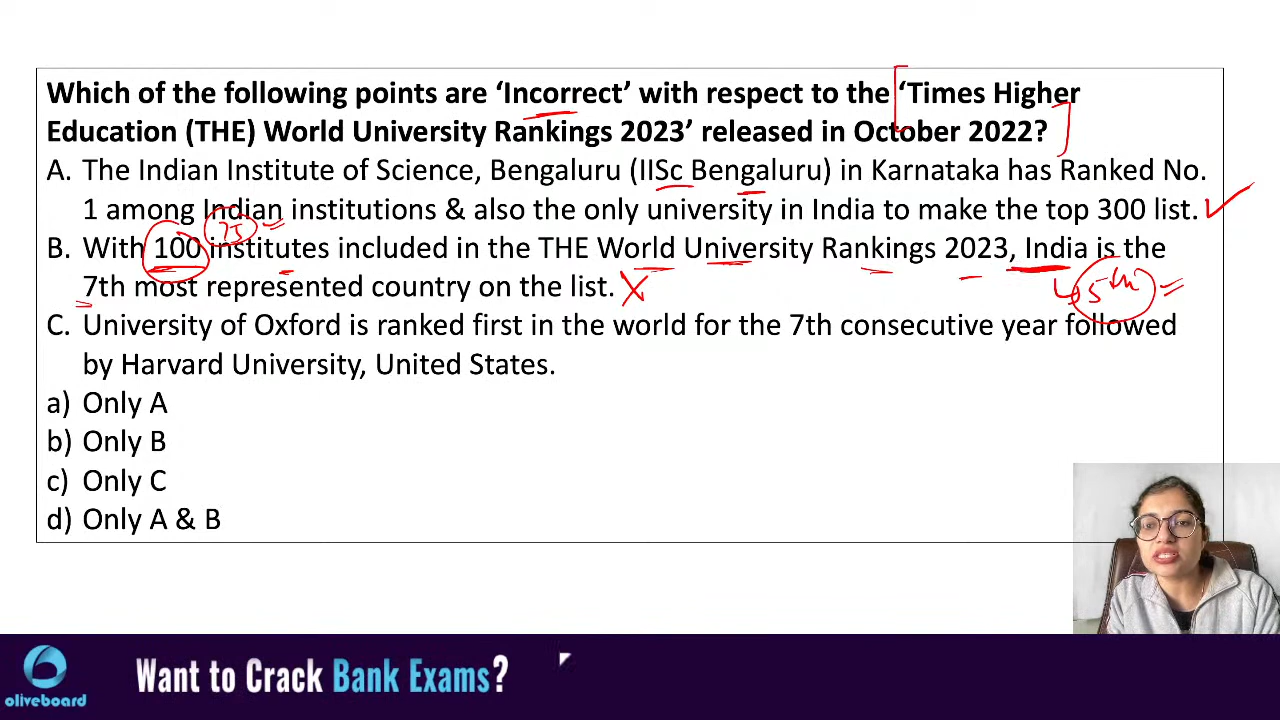 Which of the following points are ‘Incorrect’ with respect to the ‘Times Higher
Education (THE) World University Rankings 2023’ released in October 2022?
A. The Indian Institute of Science, Bengaluru (IISc Bengaluru) in Karnataka has Ranked No.
1 among Indian institutions & also the only university in India to make the top 300 list.
75
B. With 100 institutes included in the THE World University Rankings 2023, India is the
7th most represented country on the list.
5th
C. University of Oxford is ranked first in the world for the 7th consecutive year followed
by Harvard University, United States.
a) Only A
b) Only B
c) Only C
d) Only A & B
Want to Crack Bank Exams?
oliveboard